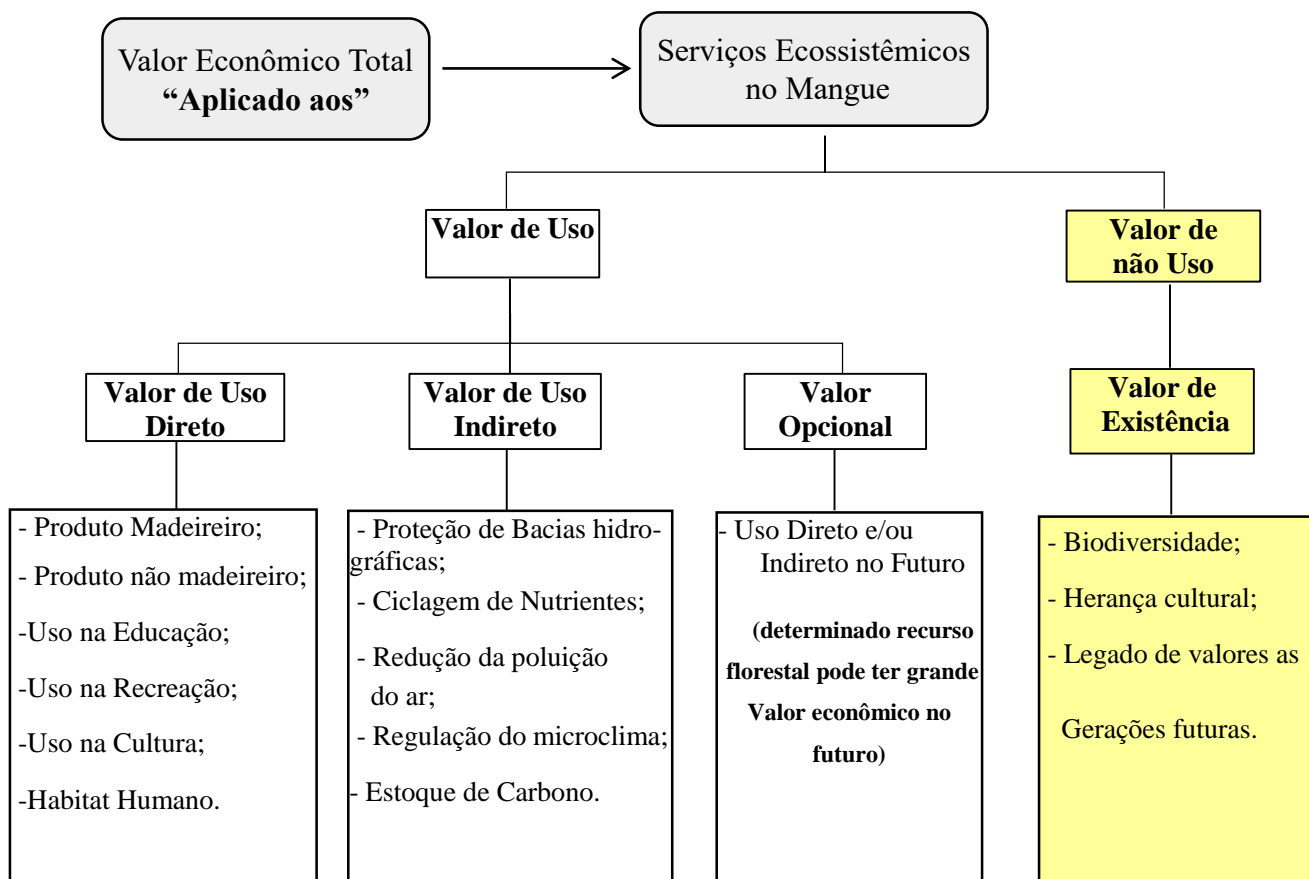 Valor Econômico Total
“Aplicado aos”
Serviços Ecossistêmicos
no Mangue
Valor de Uso
Valor de
não Uso
Valor de Uso
Direto
Valor de Uso
Indireto
Valor
Opcional
Valor de
Existência
- Produto Madeireiro;
- Produto não madeireiro;
-Uso na Educação;
-Uso na Recreação;
-Uso na Cultura;
-Habitat Humano.
- Proteção de Bacias hidro-
gráficas;
- Ciclagem de Nutrientes;
- Redução da poluição
do ar;
- Regulação do microclima;
- Estoque de Carbono.
- Uso Direto e/ou
Indireto no Futuro
(determinado recurso
florestal pode ter grande
Valor econômico no
futuro)
- Biodiversidade;
- Herança cultural;
- Legado de valores as
Gerações futuras.